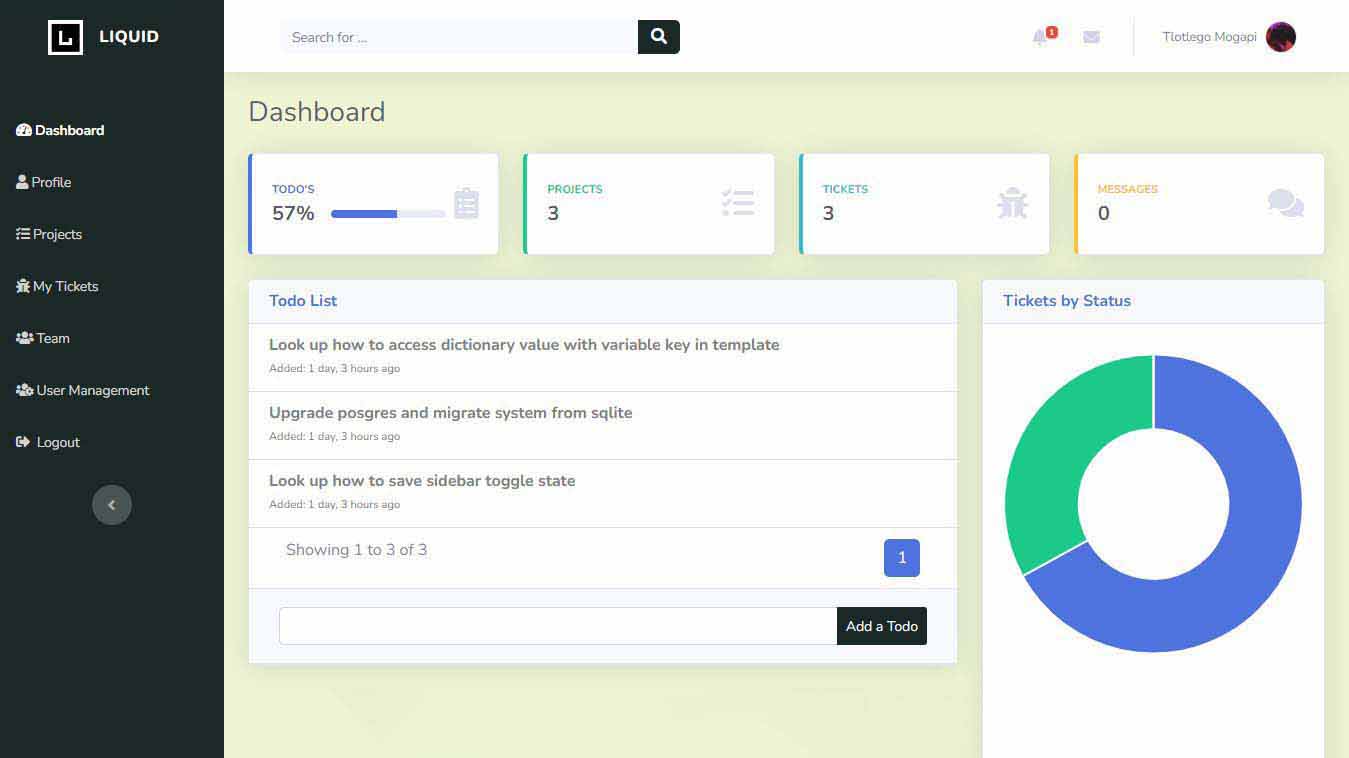 LIQUID
Search for ...
1
Tlotlego Mogapi
Dashboard
Profile
Projects
My Tickets
Team
User Management
Logout
Dashboard
TODO'S
57%
PROJECTS
3
TICKETS
3
MESSAGES
0
Todo List
Look up how to access dictionary value with variable key in template
Added: 1 day, 3 hours ago
Upgrade posgres and migrate system from sqlite
Added: 1 day, 3 hours ago
Look up how to save sidebar toggle state
Added: 1 day, 3 hours ago
Showing 1 to 3 of 3
1
Add a Todo
Tickets by Status